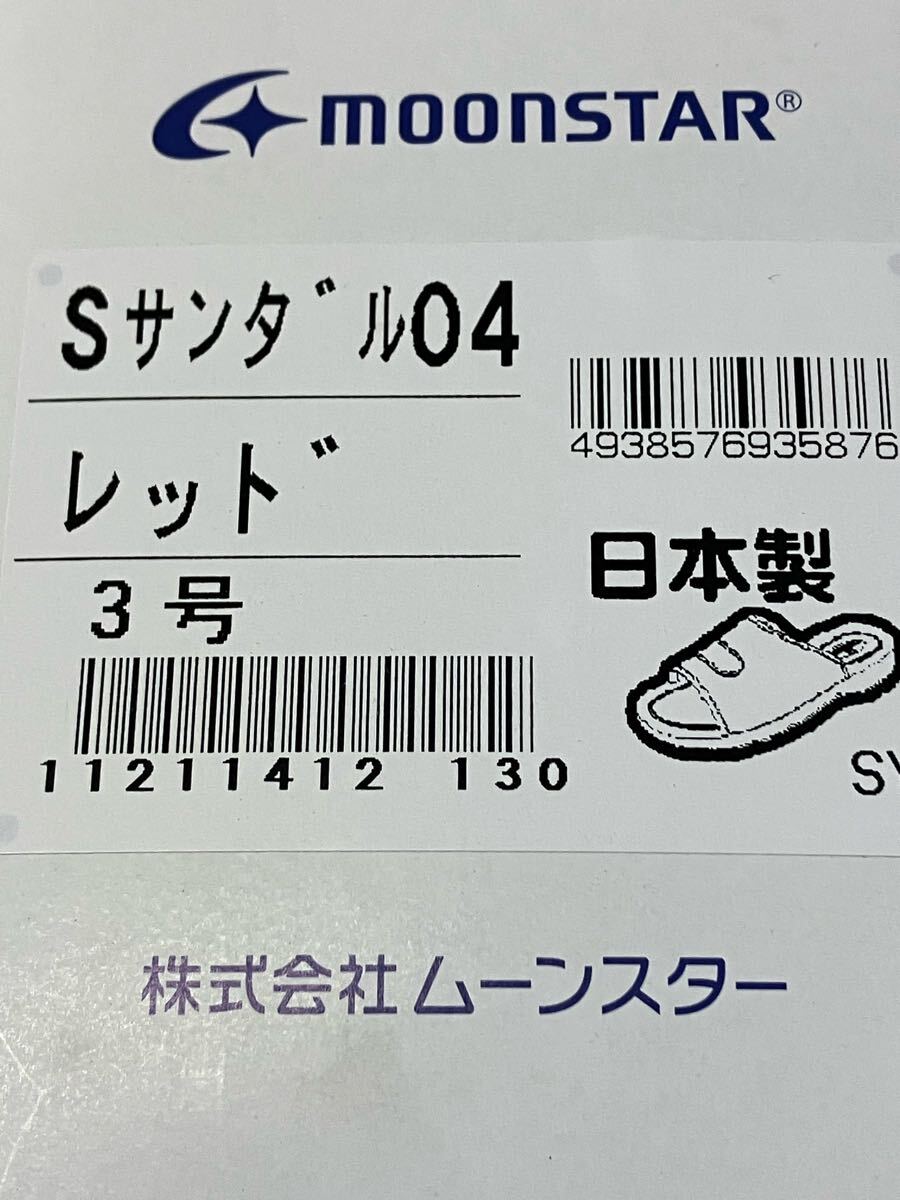 MOONSTAR®
Sサンダル04
レッド
3号
11211412 130
4938576935876
日本製
SY
株式会社ムーンスター